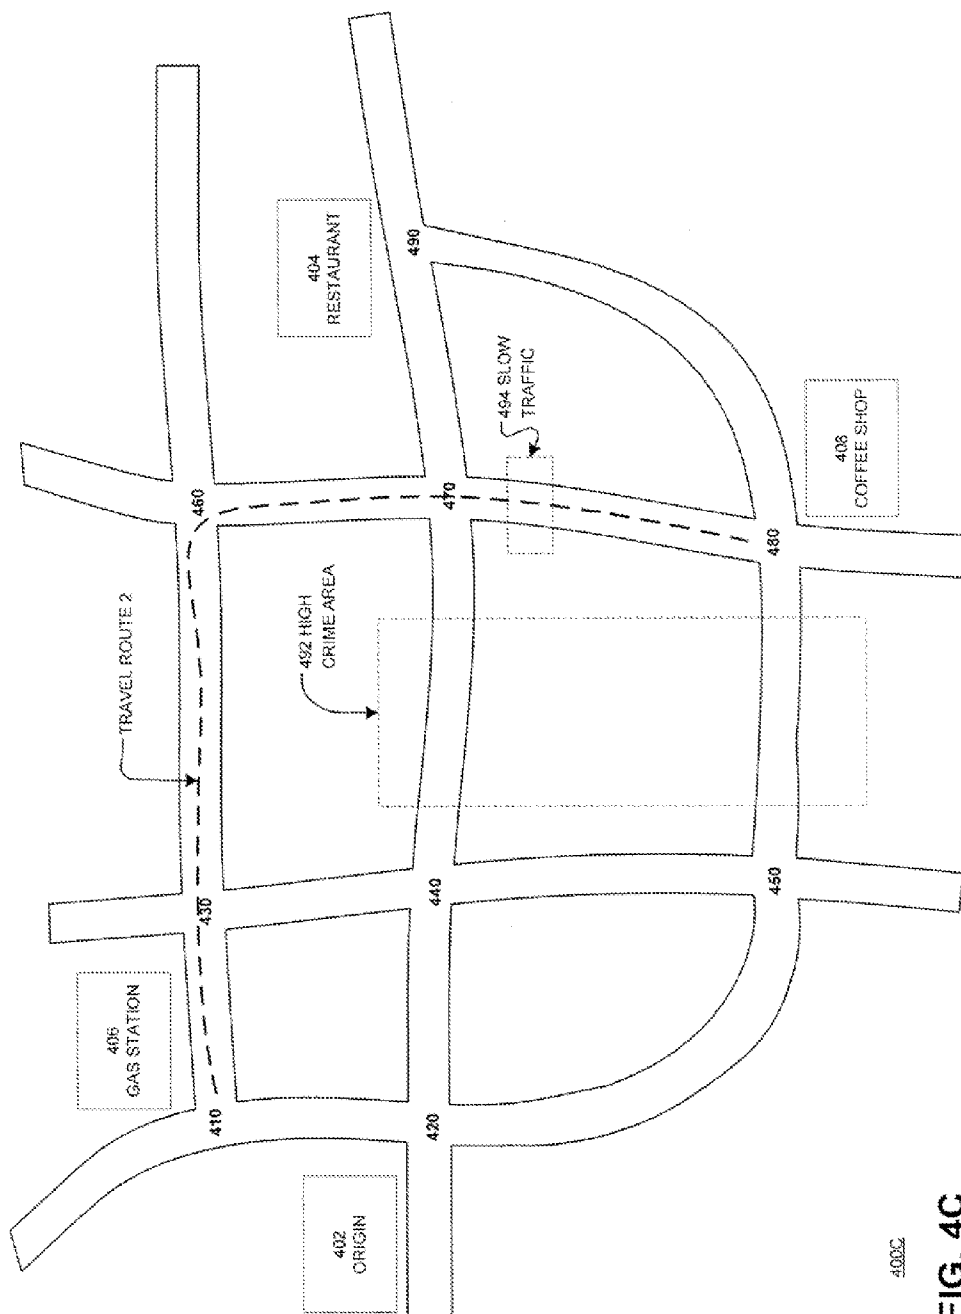 406
GAS STATION
TRAVEL ROUTE 2
410
430
460
402
ORIGIN
492 HIGH
CRIME AREA
404
RESTAURANT
420
440
470
490
494 SLOW
TRAFFIC
450
480
408
COFFEE SHOP
400C
FIG. 4C